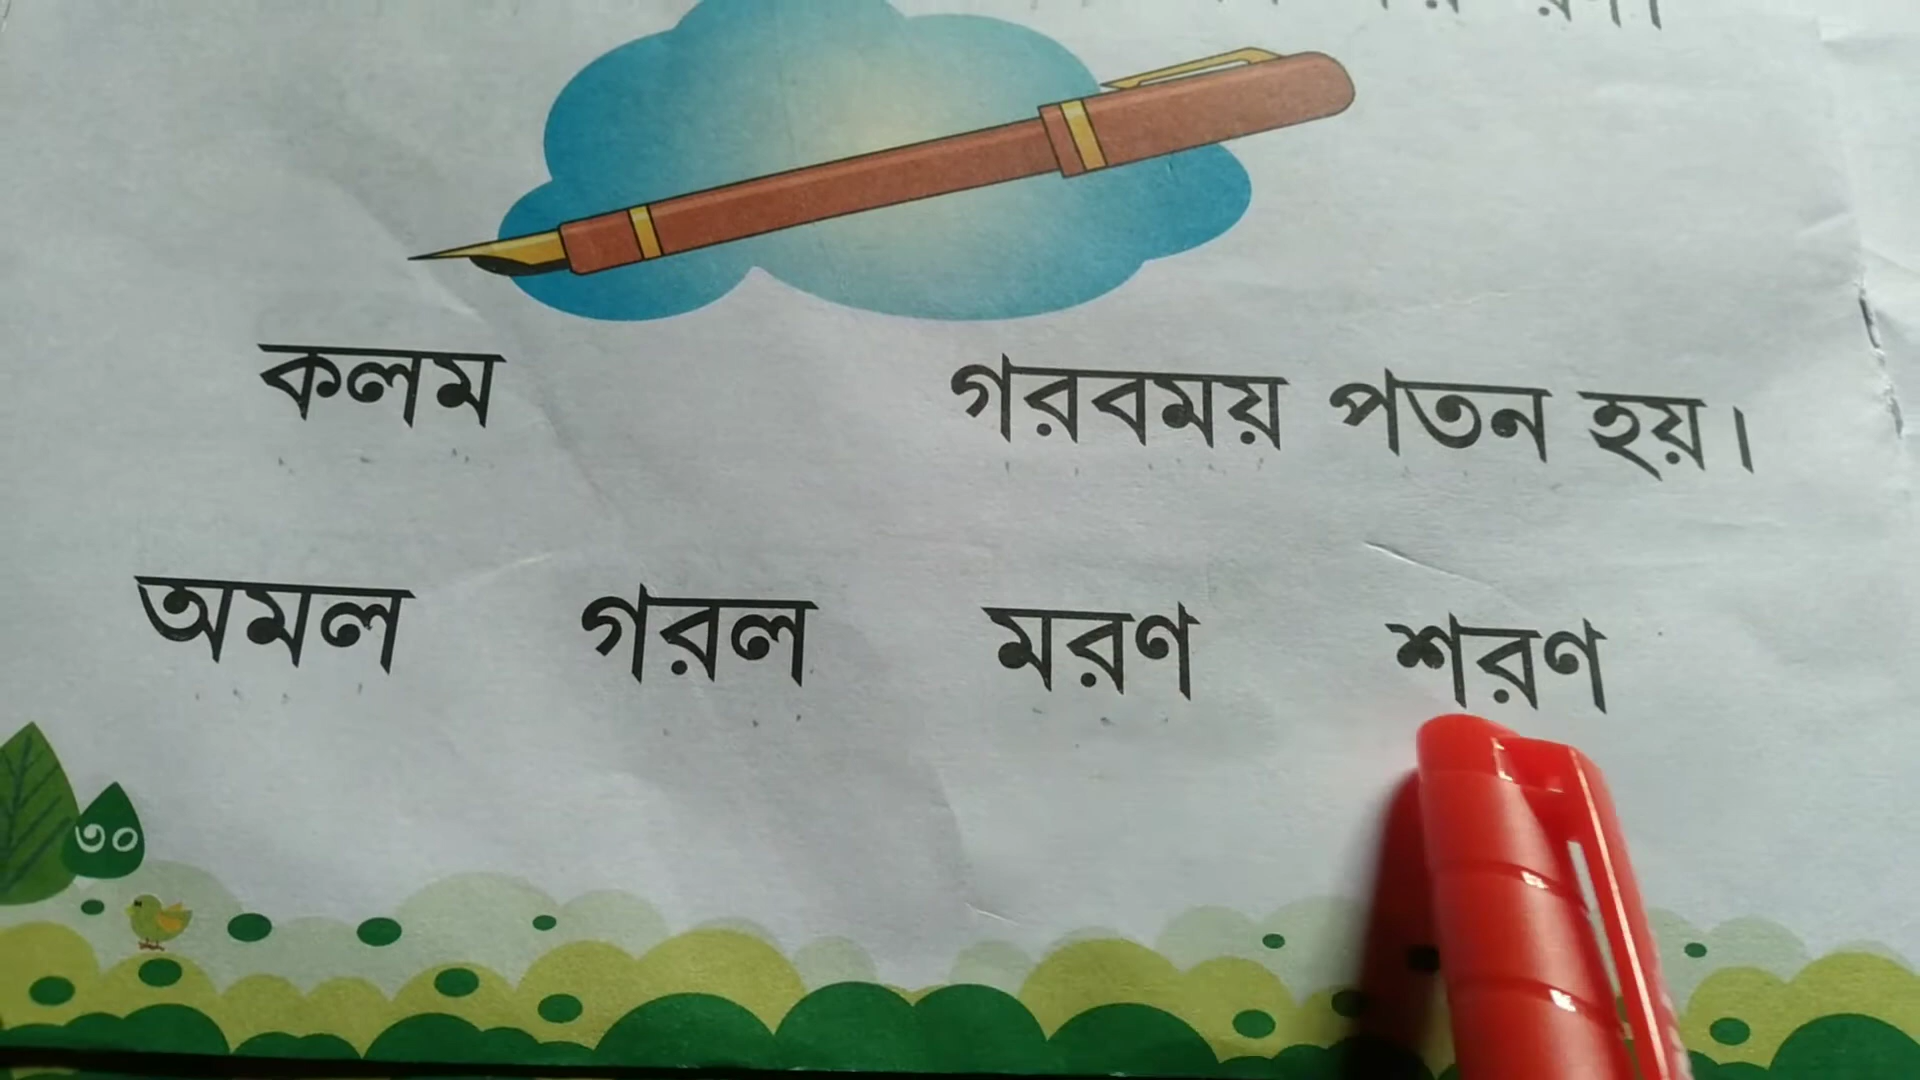 কলম গরবময় পতন হয়।
অমল গরল মরণ শরণ
৩০